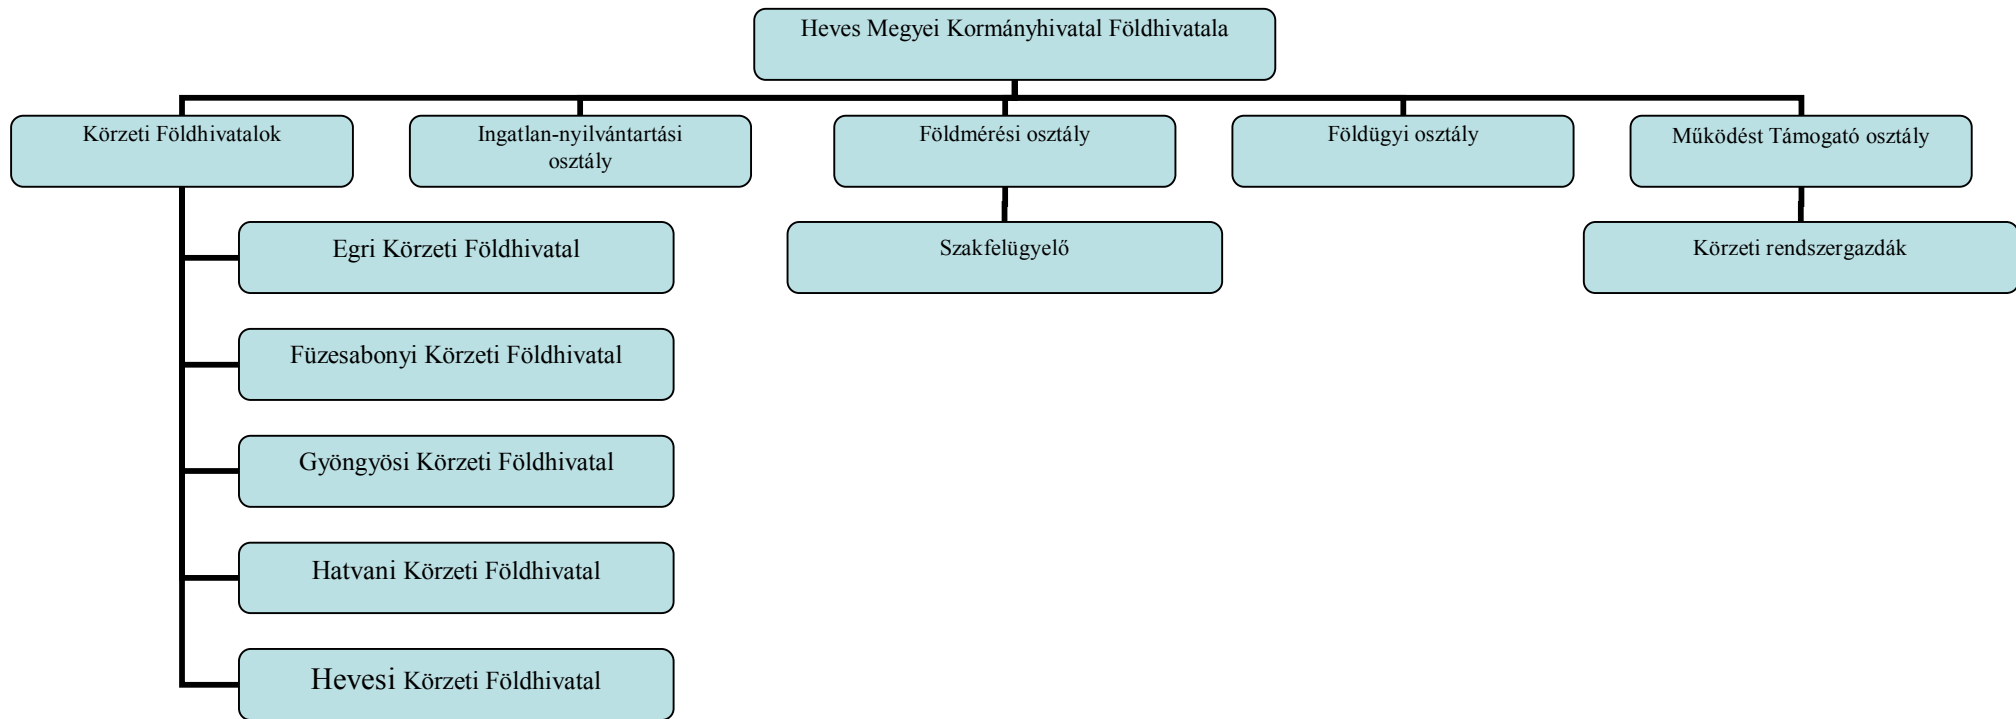 Heves Megyei Kormányhivatal Földhivatala
Körzeti Földhivatalok
Ingatlan-nyilvántartási
osztály
Földmérési osztály
Földügyi osztály
Működést Támogató osztály
Egri Körzeti Földhivatal
Szakfelügyelő
Körzeti rendszergazdák
Füzesabonyi Körzeti Földhivatal
Gyöngyösi Körzeti Földhivatal
Hatvani Körzeti Földhivatal
Hevesi Körzeti Földhivatal